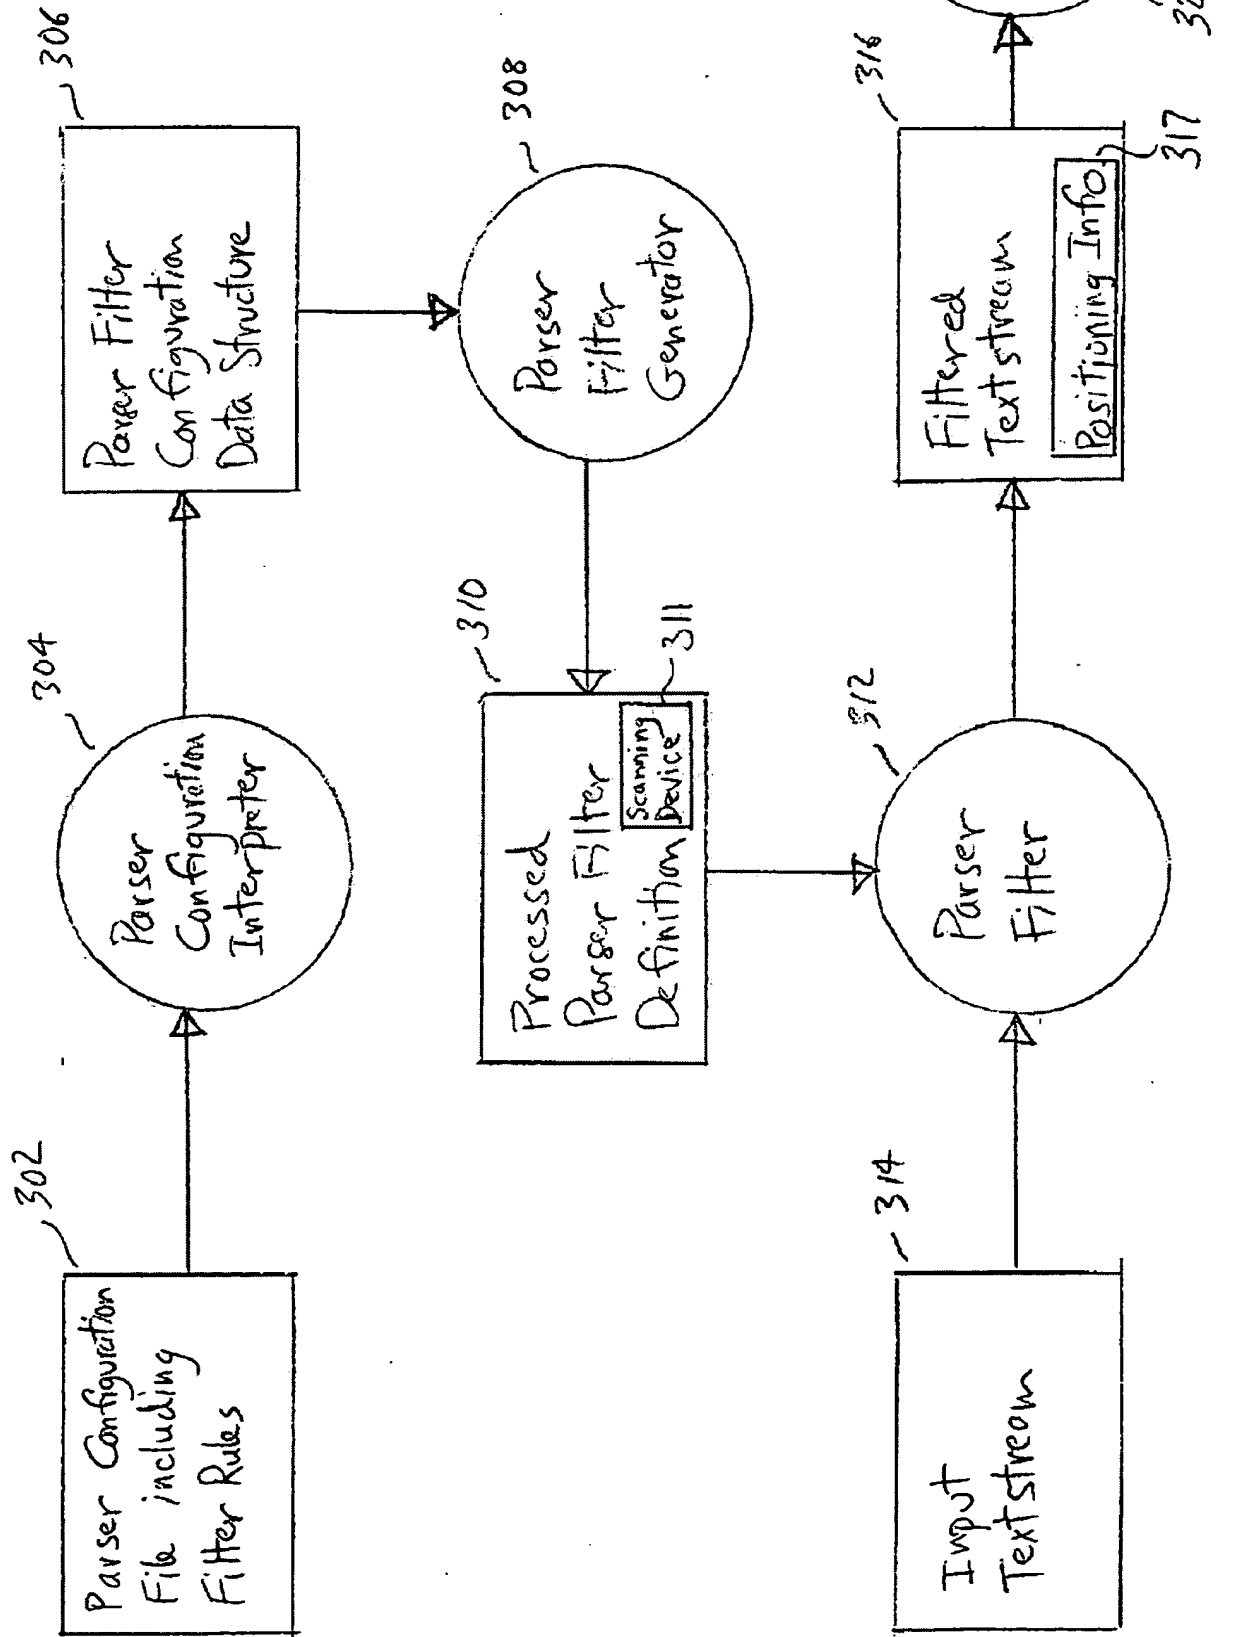 302
Parser Configuration
File including
Filter Rules
304
Parser
Configuration
Interpreter
306
Parser Filter
Configuration
Data Structure
308
Parser
Filter
Generator
310
Processed
Parser Filter
Definition
Scanning
Device
311
312
Parser
Filter
314
Input
Textstream
316
Filtered
Textstream
Positioning Info.
317